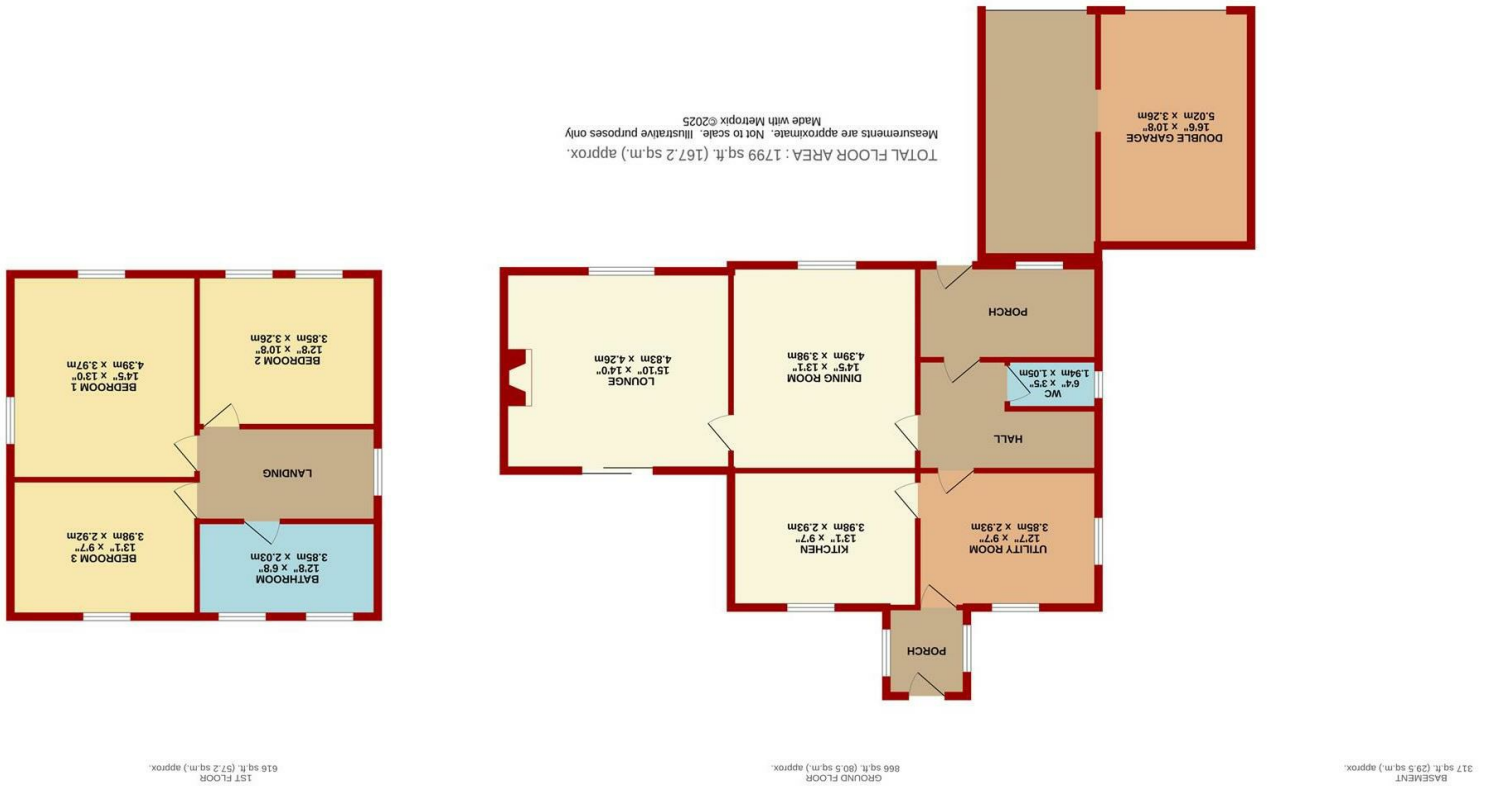 BASEMENT
317 sq.ft. (29.5 sq.m.) approx.
GROUND FLOOR
866 sq.ft. (80.5 sq.m.) approx.
1ST FLOOR
616 sq.ft. (57.2 sq.m.) approx.
PORCH
UTILITY ROOM
12'7" x 9'7"
3.85m x 2.93m
KITCHEN
13'1" x 9'7"
3.98m x 2.93m
HALL
WC
6'4" x 3'5"
1.94m x 1.05m
DINING ROOM
14'5" x 13'1"
4.39m x 3.98m
LOUNGE
15'10" x 14'0"
4.83m x 4.26m
PORCH
DOUBLE GARAGE
16'6" x 10'8"
5.02m x 3.26m
BATHROOM
12'8" x 6'8"
3.85m x 2.03m
BEDROOM 3
13'1" x 9'7"
3.98m x 2.92m
LANDING
BEDROOM 2
12'8" x 10'8"
3.85m x 3.26m
BEDROOM 1
14'5" x 13'0"
4.39m x 3.97m
TOTAL FLOOR AREA : 1799 sq.ft. (167.2 sq.m.) approx.
Measurements are approximate. Not to scale. Illustrative purposes only
Made with Metropix ©2025